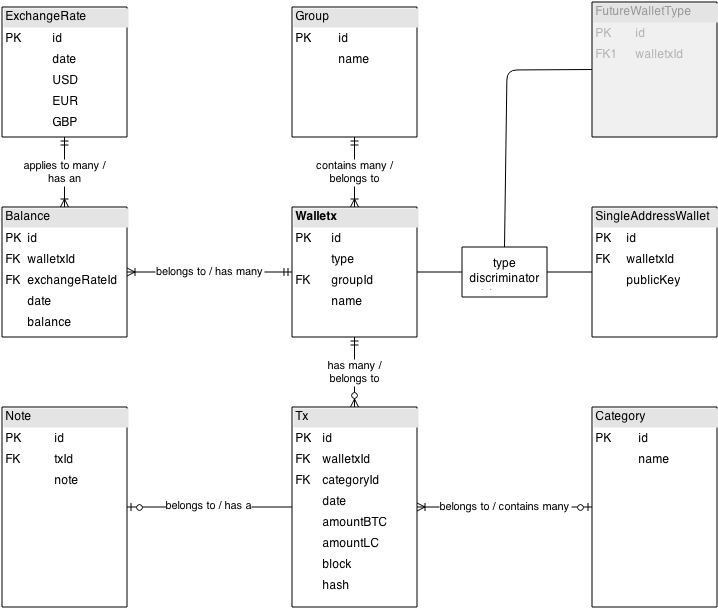 ExchangeRate
PK id
date
USD
EUR
GBP
Group
PK id
name
FutureWalletType
PK id
FK1 walletxId
applies to many /
has an
contains many /
belongs to
Balance
PK id
FK walletxId
FK exchangeRateId
date
balance
belongs to / has many
Walletx
PK id
type
FK groupId
name
type
discriminator
SingleAddressWallet
PK id
FK walletxId
publicKey
has many /
belongs to
Note
PK id
FK txId
note
belongs to / has a
Tx
PK id
FK walletxId
FK categoryId
date
amountBTC
amountLC
block
hash
belongs to / contains many
Category
PK id
name